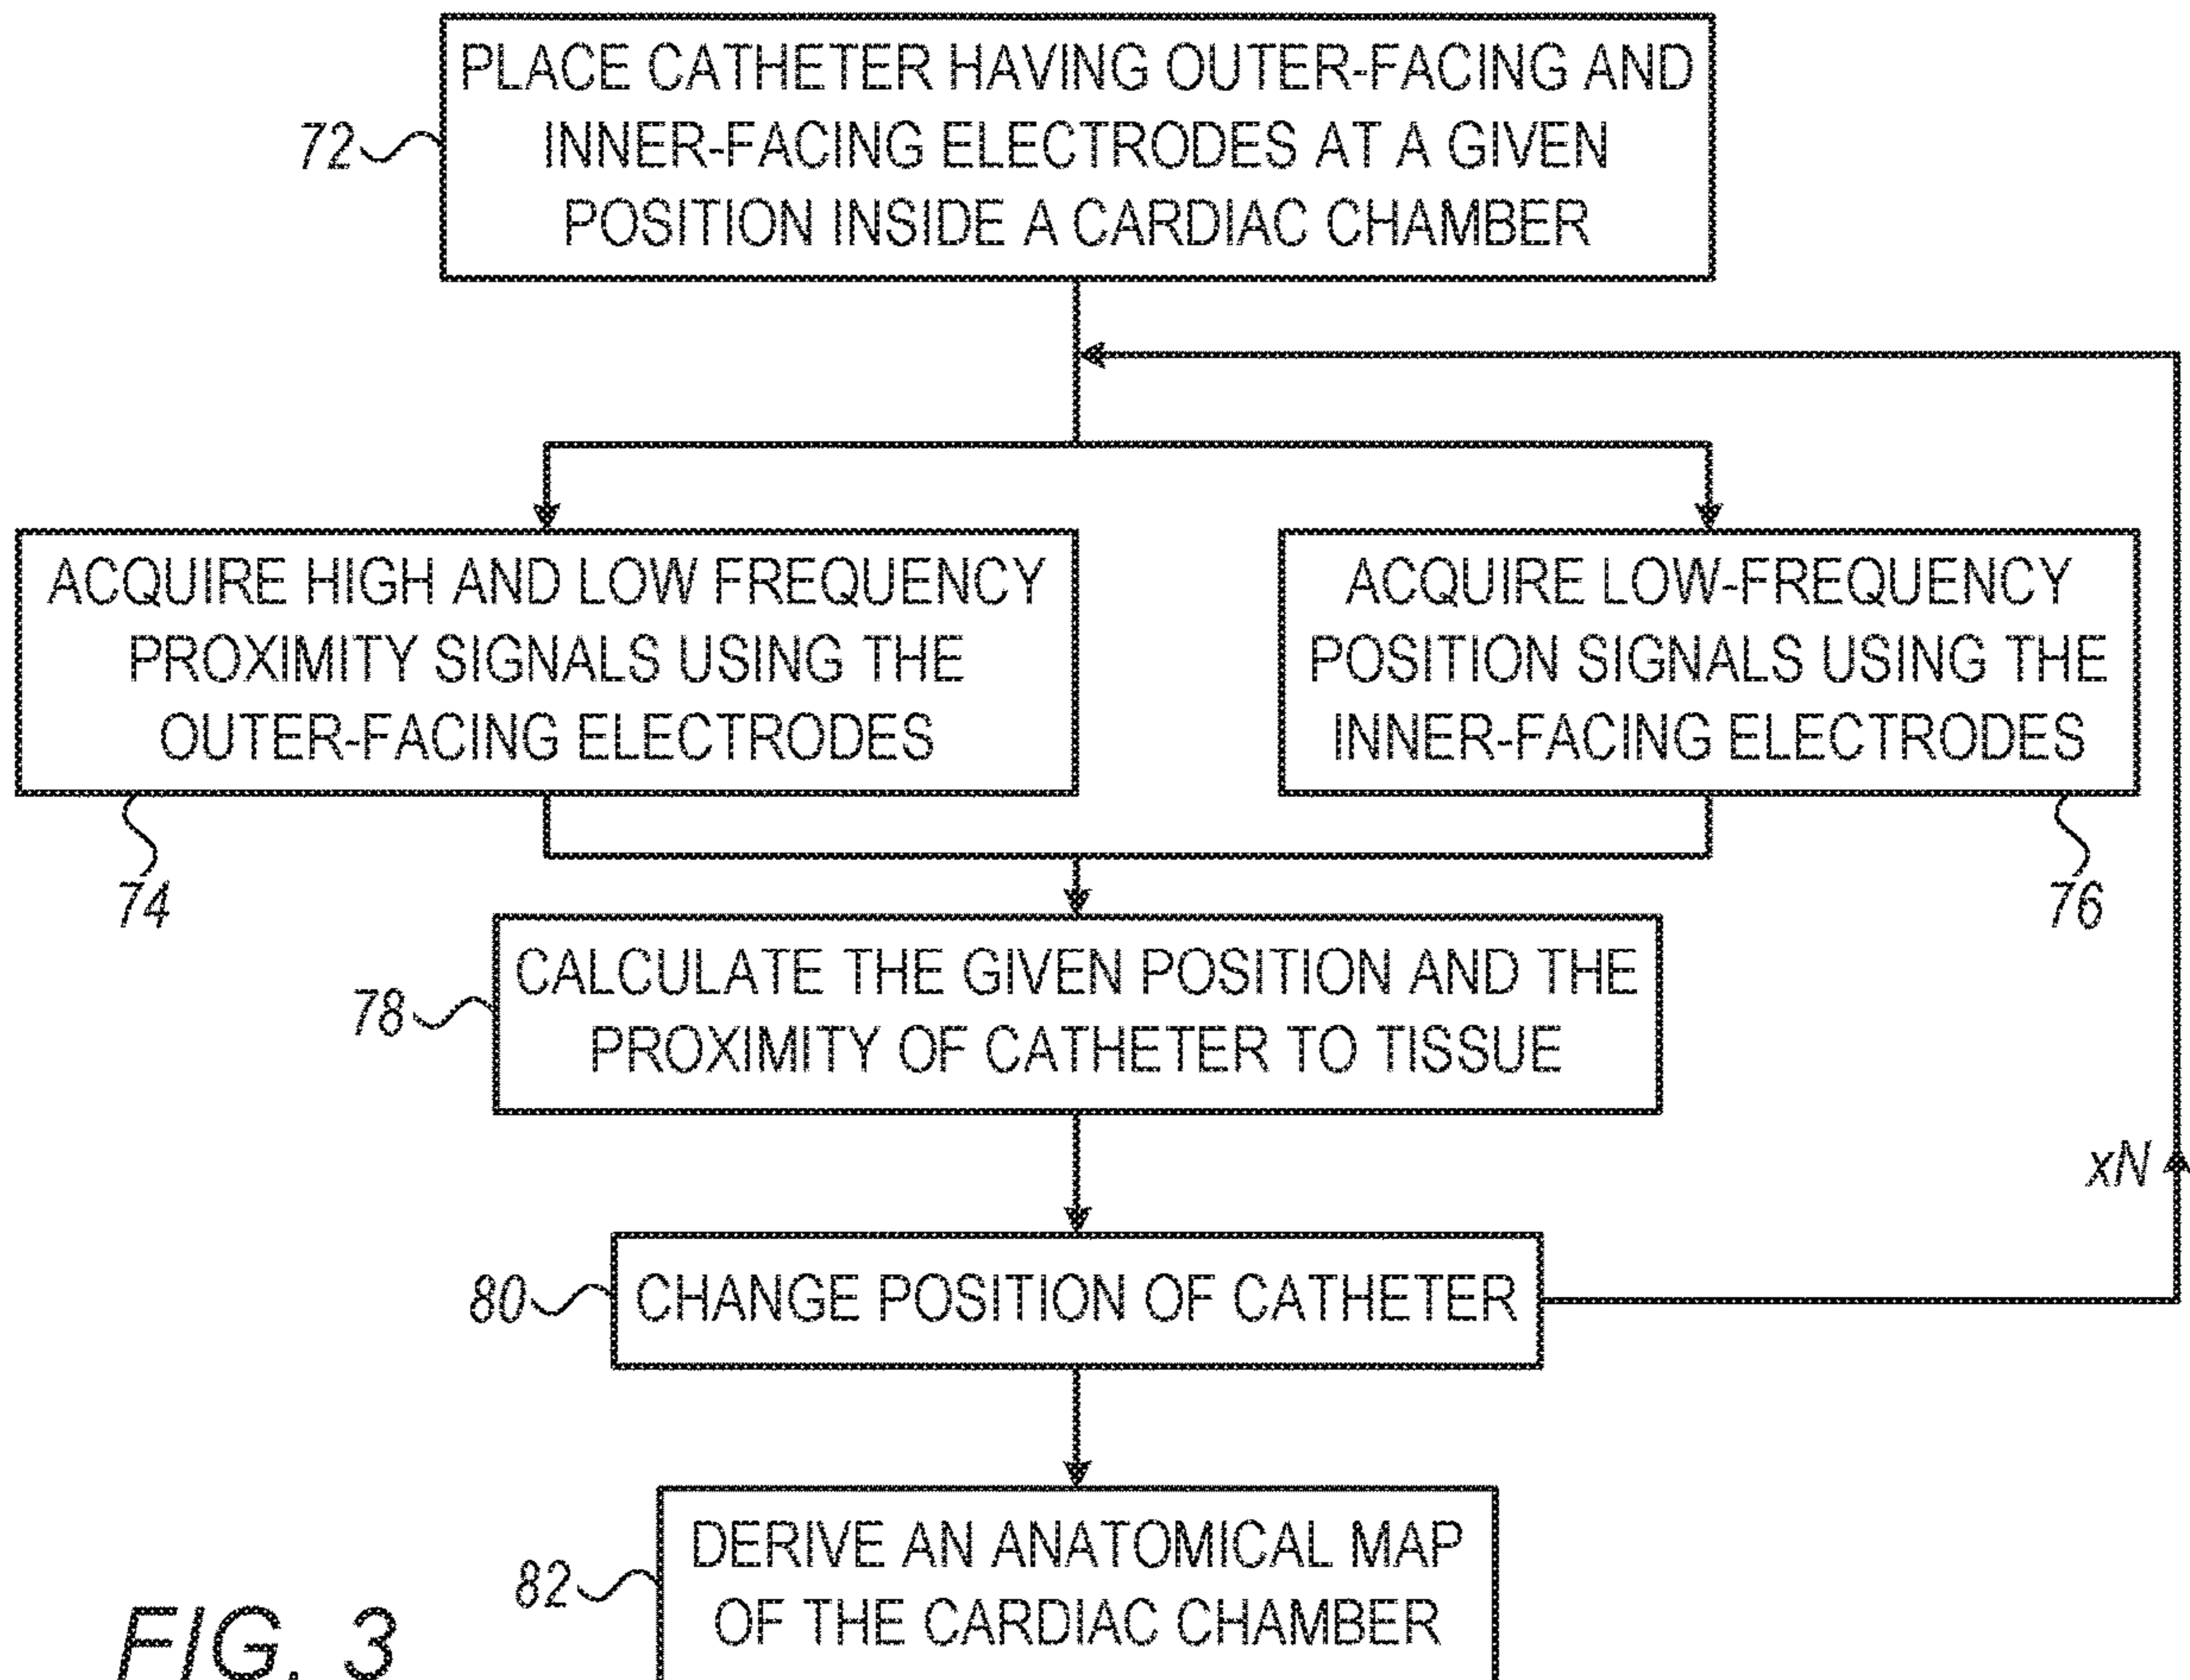 PLACE CATHETER HAVING OUTER-FACING AND
INNER-FACING ELECTRODES AT A GIVEN
POSITION INSIDE A CARDIAC CHAMBER
72
ACQUIRE HIGH AND LOW FREQUENCY
PROXIMITY SIGNALS USING THE
OUTER-FACING ELECTRODES
74
ACQUIRE LOW-FREQUENCY
POSITION SIGNALS USING THE
INNER-FACING ELECTRODES
76
CALCULATE THE GIVEN POSITION AND THE
PROXIMITY OF CATHETER TO TISSUE
78
xN
CHANGE POSITION OF CATHETER
80
DERIVE AN ANATOMICAL MAP
OF THE CARDIAC CHAMBER
82
FIG. 3